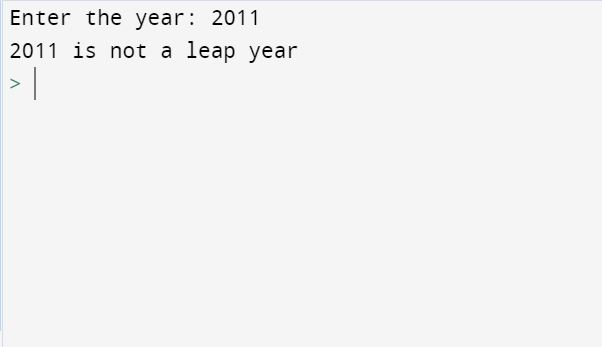 Enter the year: 2011
2011 is not a leap year
>